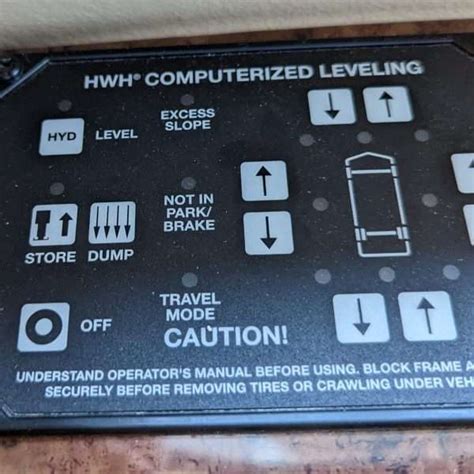 HWH® COMPUTERIZED LEVELING
HYD LEVEL
EXCESS
SLOPE
NOT IN
PARK/
BRAKE
STORE DUMP
OFF
TRAVEL
MODE
CAUTION!
UNDERSTAND OPERATOR'S MANUAL BEFORE USING. BLOCK FRAME A
SECURELY BEFORE REMOVING TIRES OR CRAWLING UNDER VEH